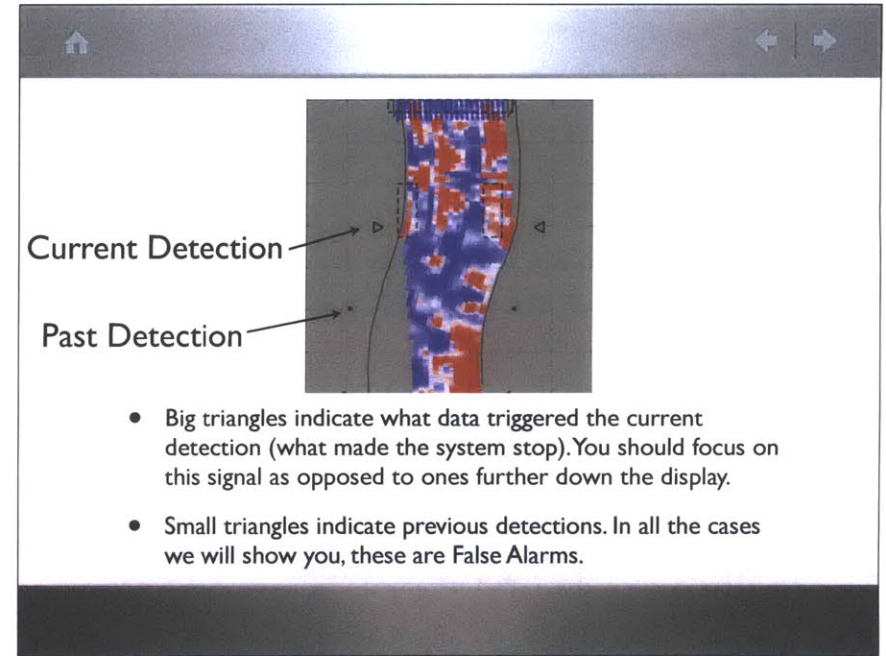 Current Detection
Past Detection
• Big triangles indicate what data triggered the current
detection (what made the system stop). You should focus on
this signal as opposed to ones further down the display.
• Small triangles indicate previous detections. In all the cases
we will show you, these are False Alarms.